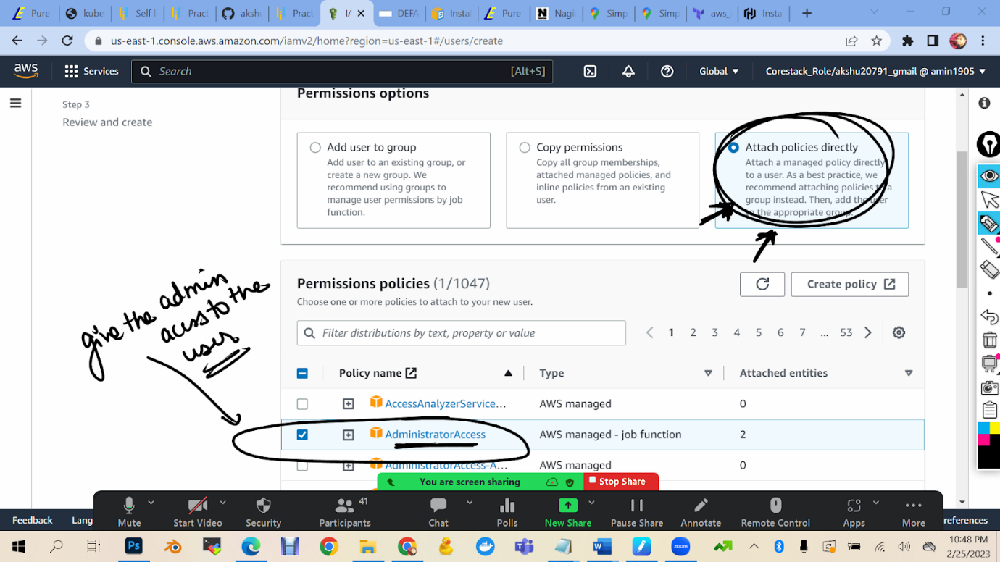 Pure
kube
Self l
Pract
akshu
Pract
IA
DEFA
Instal
Pure
Nagi
Simp
Simp
aws_
Insta
us-east-1.console.aws.amazon.com/iamv2/home?region=us-east-1#/users/create
aws
Services
Search
[Alt+S]
Global
Corestack_Role/akshu20791_gmail @ amin1905
Step 3
Review and create
Permissions options
Add user to group
Add user to an existing group, or
create a new group. We
recommend using groups to
manage user permissions by job
function.
Copy permissions
Copy all group memberships,
attached managed policies, and
inline policies from an existing
user.
Attach policies directly
Attach a managed policy directly
to a user. As a best practice, we
recommend attaching policies to a
group instead. Then, add the user
to the appropriate group.
give the admin
acess to the
user
Permissions policies (1/1047)
Choose one or more policies to attach to your new user.
Create policy
Filter distributions by text, property or value
1 2 3 4 5 6 7 ... 53
Policy name
Type
Attached entities
AccessAnalyzerService...
AWS managed
0
AdministratorAccess
AWS managed - job function
2
AdministratorAccess-A...
AWS managed
0
You are screen sharing
Stop Share
Mute
Start Video
Security
Participants
41
Chat
Polls
New Share
Pause Share
Annotate
Remote Control
Apps
More
Feedback
Lang
references
Ps
zoom
10:48 PM
2/25/2023